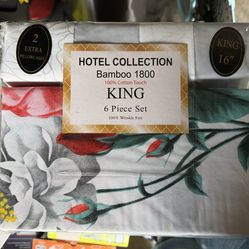 2
EXTRA
PILLOWCASES
HOTEL COLLECTION
Bamboo 1800
100% Cotton Touch
KING
6 Piece Set
100% Wrinkle Free
KING
16"